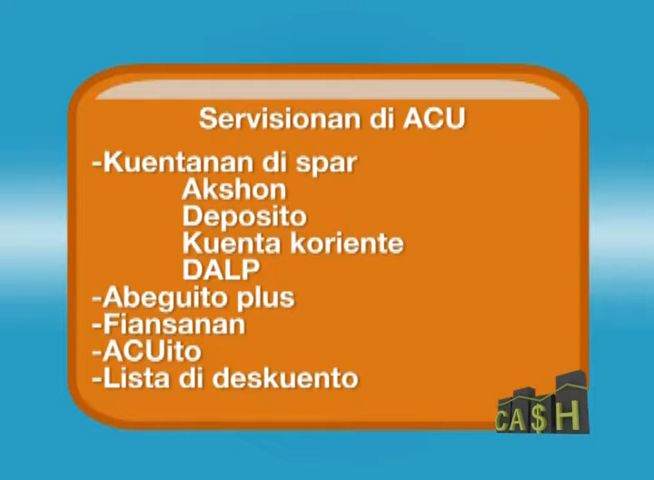 Servisionan di ACU
-Kuentanan di spar
Akshon
Deposito
Kuenta koriente
DALP
-Abeguito plus
-Fiansanan
-ACUito
-Lista di deskuento
CA$H